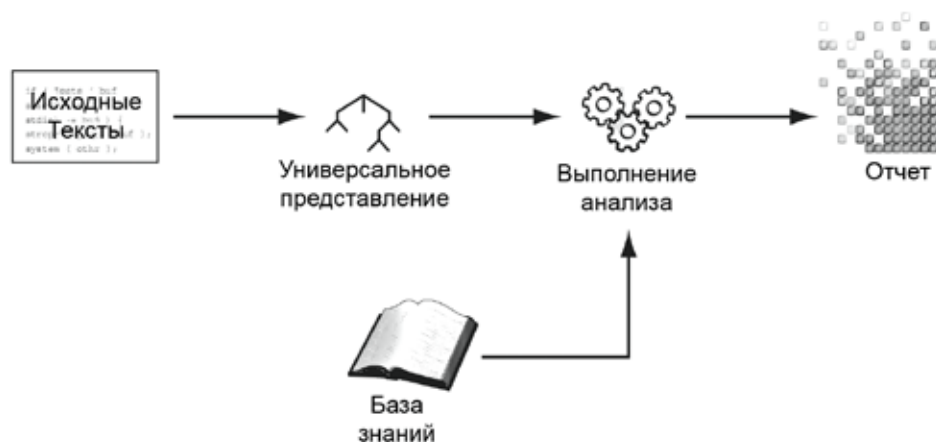 Исходные
Тексты
Универсальное
представление
Выполнение
анализа
Отчет
База
знаний